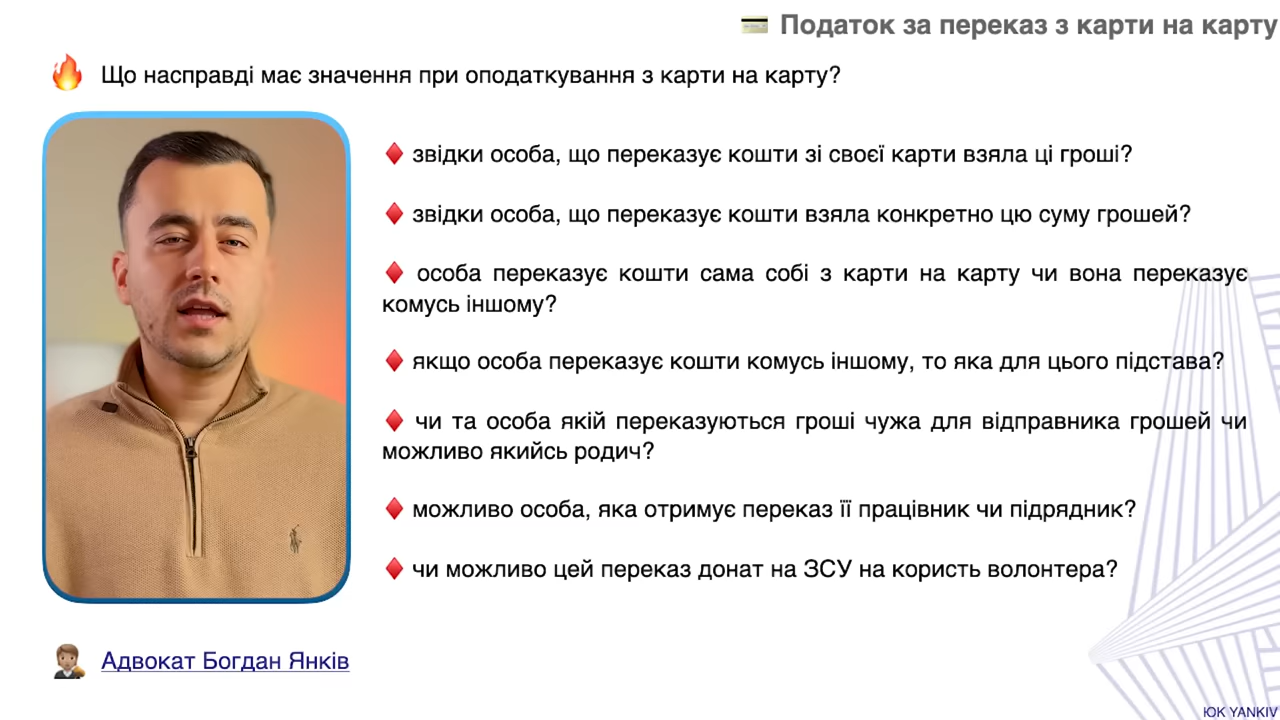 Податок за переказ з карти на карту
Що насправді має значення при оподаткування з карти на карту?
звідки особа, що переказує кошти зі своєї карти взяла ці гроші?
звідки особа, що переказує кошти взяла конкретно цю суму грошей?
особа переказує кошти сама собі з карти на карту чи вона переказує
комусь іншому?
якщо особа переказує кошти комусь іншому, то яка для цього підстава?
чи та особа якій переказуються гроші чужа для відправника грошей чи
можливо якийсь родич?
можливо особа, яка отримує переказ її працівник чи підрядник?
чи можливо цей переказ донат на ЗСУ на користь волонтера?
Адвокат Богдан Янків
ЮК YANKIV